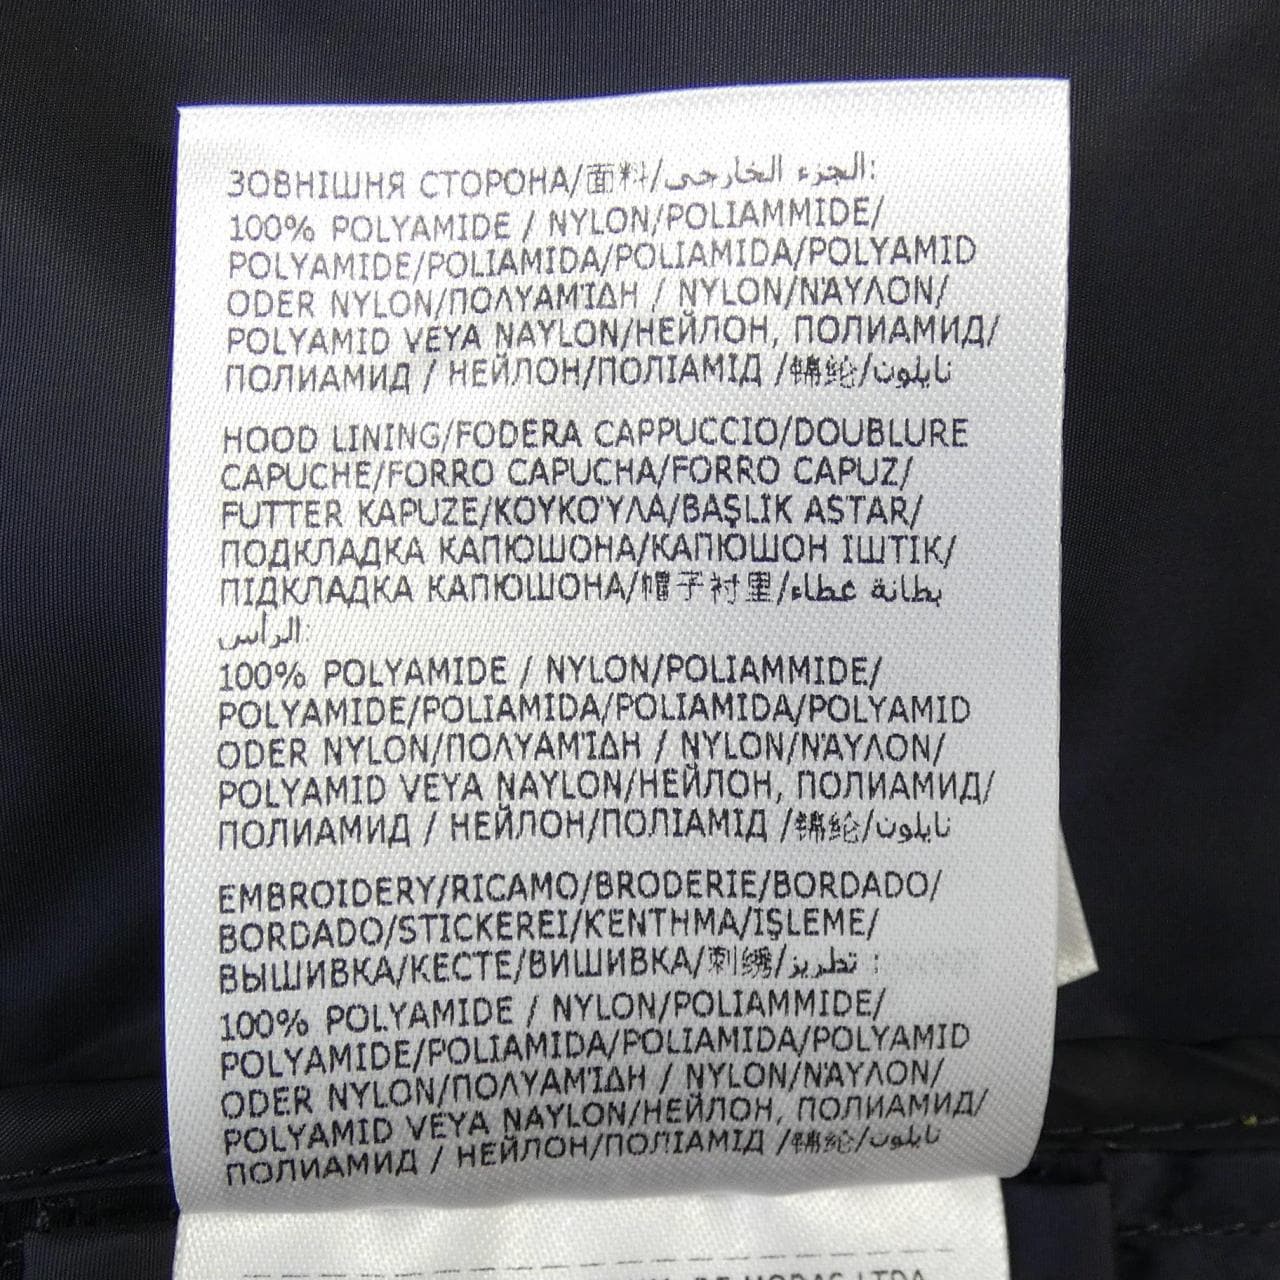 ЗОВНІШНЯ СТОРОНА/面料/الجزء الخارجي:
100% POLYAMIDE / NYLON/POLIAMMIDE/
POLYAMIDE/POLIAMIDA/POLIAMIDA/POLYAMID
ODER NYLON/ΠΟΛΥΑΜΊΔΗ / NYLON/ΝΆΥΛΟΝ/
POLYAMID VEYA NAYLON/НЕЙЛОН, ПОЛИАМИД/
ПОЛИАМИД / НЕЙЛОН/ПОЛІАМІД /锦纶/نايلون
HOOD LINING/FODERA CAPPUCCIO/DOUBLURE
CAPUCHE/FORRO CAPUCHA/FORRO CAPUZ/
FUTTER KAPUZE/ΚΟΥΚΟΎΛΑ/BAŞLIK ASTAR/
ПОДКЛАДКА КАПЮШОНА/КАПЮШОН ІШТІК/
ПІДКЛАДКА КАПЮШОНА/帽子衬里/بطانة غطاء
الرأس:
100% POLYAMIDE / NYLON/POLIAMMIDE/
POLYAMIDE/POLIAMIDA/POLIAMIDA/POLYAMID
ODER NYLON/ΠΟΛΥΑΜΊΔΗ / NYLON/ΝΆΥΛΟΝ/
POLYAMID VEYA NAYLON/НЕЙЛОН, ПОЛИАМИД/
ПОЛИАМИД / НЕЙЛОН/ПОЛІАМІД /锦纶/نايلون
EMBROIDERY/RICAMO/BRODERIE/BORDADO/
BORDADO/STICKEREI/ΚΕΝΤΗΜΑ/IŞLEME/
ВЫШИВКА/КЕСТЕ/ВИШИВКА/刺绣/تطريز :
100% POLYAMIDE / NYLON/POLIAMMIDE/
POLYAMIDE/POLIAMIDA/POLIAMIDA/POLYAMID
ODER NYLON/ΠΟΛΥΑΜΊΔΗ / NYLON/ΝΆΥΛΟΝ/
POLYAMID VEYA NAYLON/НЕЙЛОН, ПОЛИАМИД/
ПОЛИАМИД / НЕЙЛОН/ПОЛІАМІД /锦纶/نايلون
DE MODAS LTDA